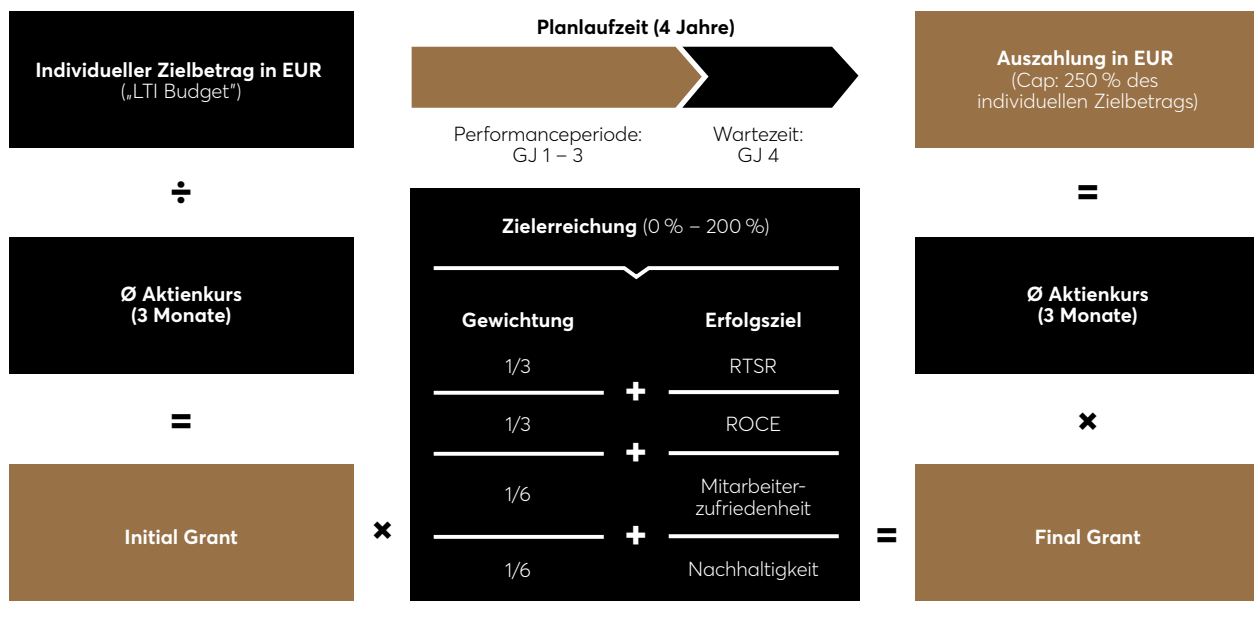 Individueller Zielbetrag in EUR
(„LTI Budget")
÷
Ø Aktienkurs
(3 Monate)
=
Initial Grant
×
Planlaufzeit (4 Jahre)
Performanceperiode:
GJ 1 – 3
Wartezeit:
GJ 4
Zielerreichung (0 % – 200 %)
Gewichtung Erfolgsziel
1/3 RTSR
+
1/3 ROCE
+
1/6 Mitarbeiter-
zufriedenheit
+
1/6 Nachhaltigkeit
=
Auszahlung in EUR
(Cap: 250 % des
individuellen Zielbetrags)
=
Ø Aktienkurs
(3 Monate)
×
Final Grant